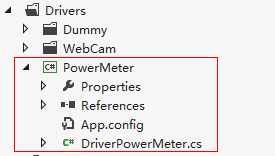 Drivers
Dummy
WebCam
C# PowerMeter
Properties
References
App.config
C# DriverPowerMeter.cs